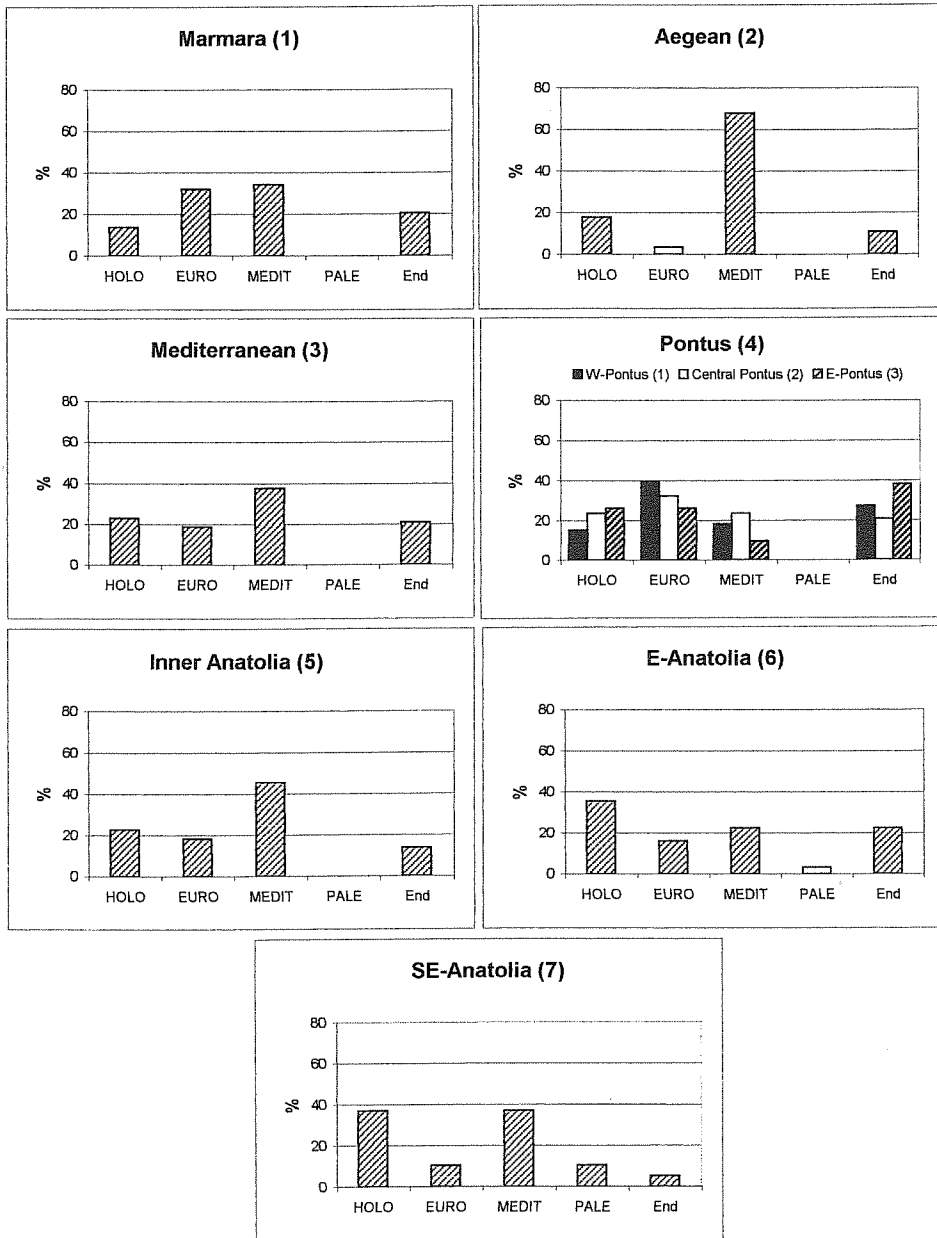 Marmara (1)
80
60
40
20
0
%
HOLO EURO MEDIT PALE End
Aegean (2)
80
60
40
20
0
%
HOLO EURO MEDIT PALE End
Mediterranean (3)
80
60
40
20
0
%
HOLO EURO MEDIT PALE End
Pontus (4)
W-Pontus (1) Central Pontus (2) E-Pontus (3)
80
60
40
20
0
%
HOLO EURO MEDIT PALE End
Inner Anatolia (5)
80
60
40
20
0
%
HOLO EURO MEDIT PALE End
E-Anatolia (6)
80
60
40
20
0
%
HOLO EURO MEDIT PALE End
SE-Anatolia (7)
80
60
40
20
0
%
HOLO EURO MEDIT PALE End